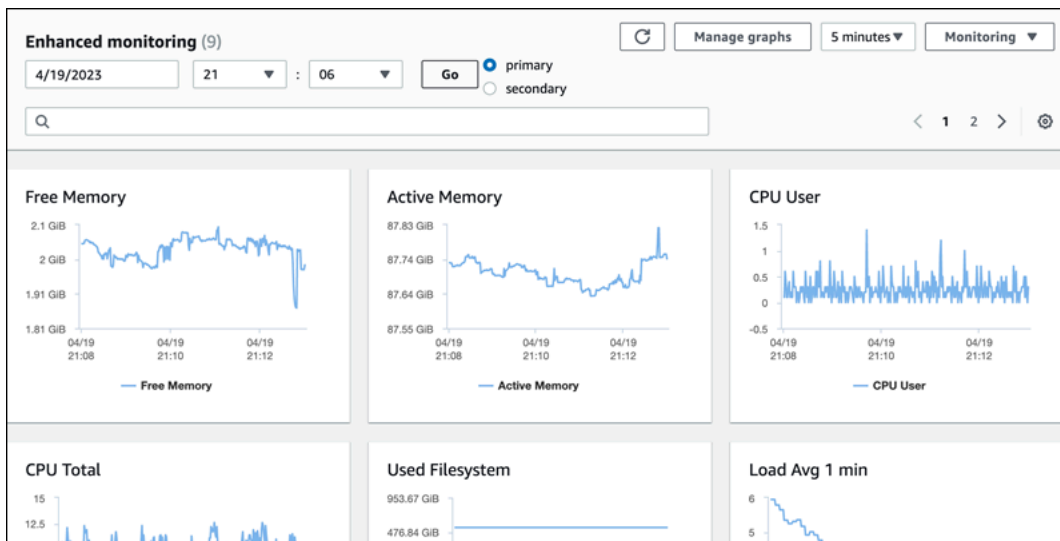 Enhanced monitoring (9)
Manage graphs
5 minutes
Monitoring
4/19/2023
21
:
06
Go
primary
secondary
1
2
Free Memory
2.1 GiB
2 GiB
1.91 GiB
1.81 GiB
04/19 04/19 04/19
21:08 21:10 21:12
Free Memory
Active Memory
87.83 GiB
87.74 GiB
87.64 GiB
87.55 GiB
04/19 04/19 04/19
21:08 21:10 21:12
Active Memory
CPU User
1.5
1
0.5
0
-0.5
04/19 04/19 04/19
21:08 21:10 21:12
CPU User
CPU Total
15
12.5
Used Filesystem
953.67 GiB
476.84 GiB
Load Avg 1 min
6
5